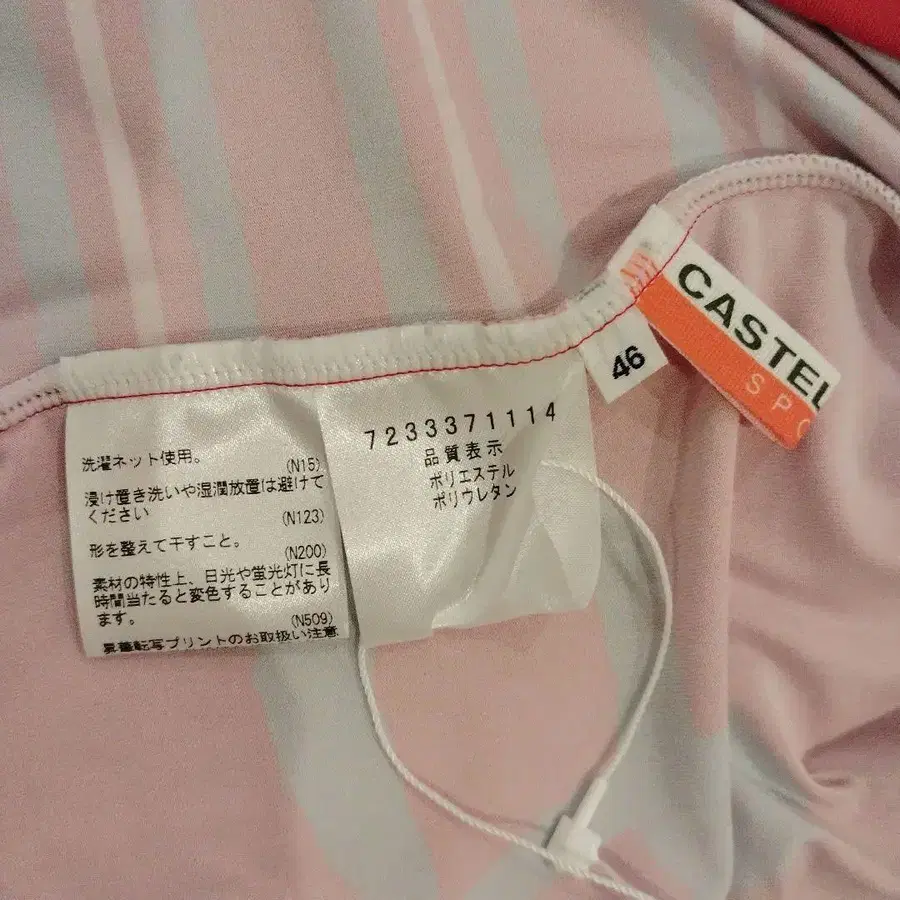 洗濯ネット使用。
(N15)
浸け置き洗いや湿潤放置は避けて
ください
(N123)
形を整えて干すこと。
(N200)
素材の特性上、日光や蛍光灯に長
時間当たると変色することがあり
ます。
(N509)
昇華転写プリントのお取扱い注意
7233371114
品質表示
ポリエステル
ポリウレタン
46
CASTEL
SPO